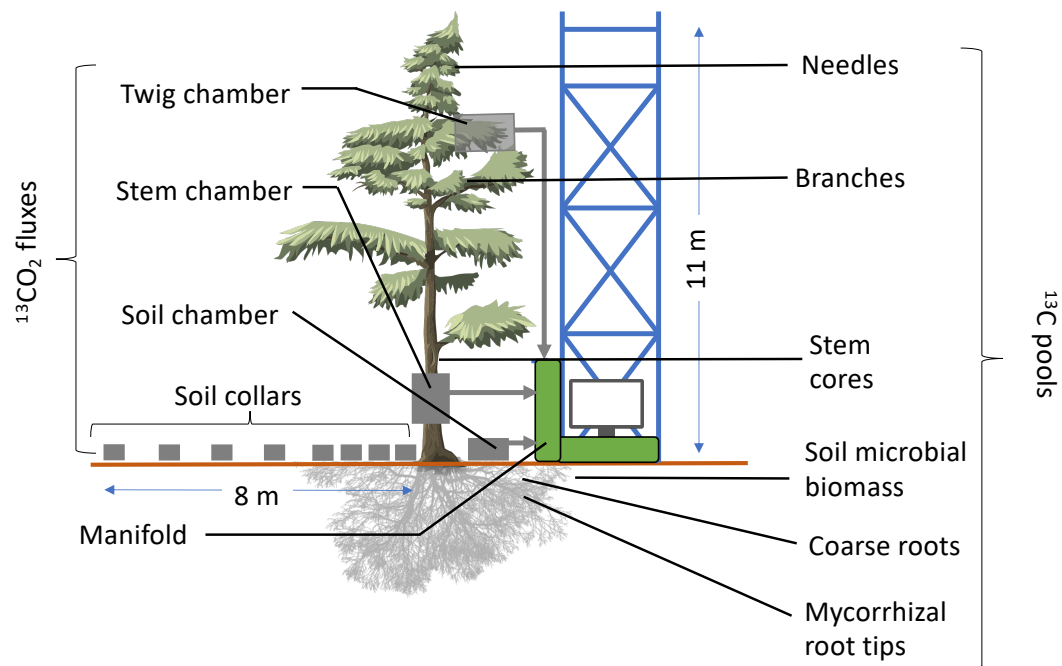 Needles
Twig chamber
Stem chamber
Branches
¹³CO₂ fluxes
11 m
Soil chamber
¹³C pools
Stem
cores
Soil collars
Soil microbial
biomass
8 m
Manifold
Coarse roots
Mycorrhizal
root tips